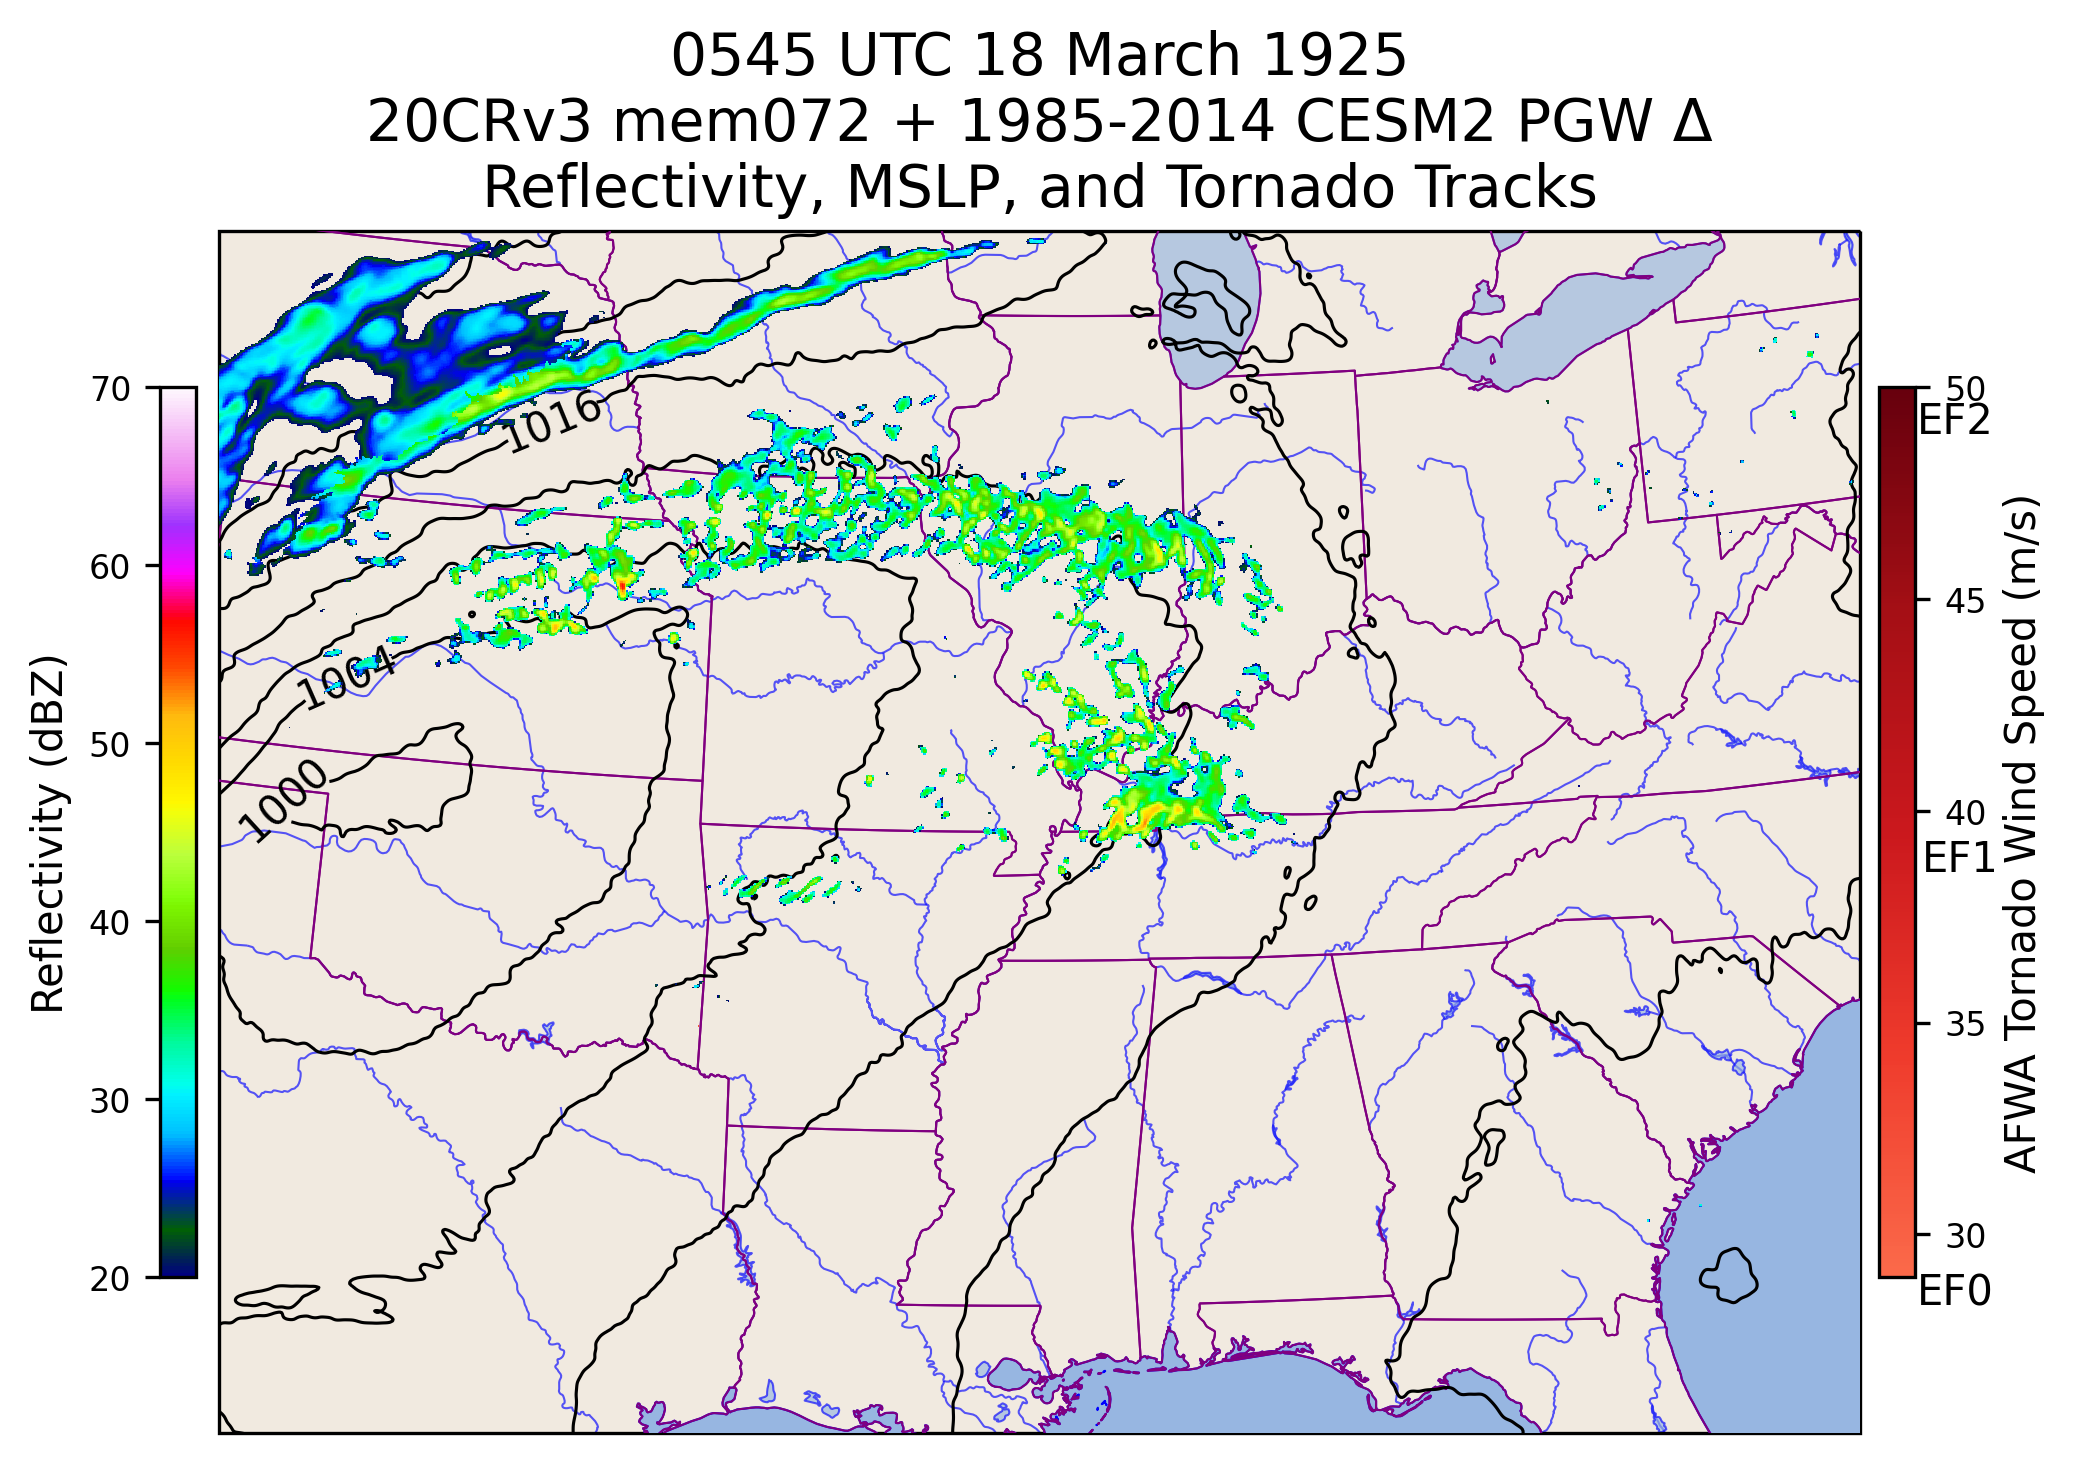 0545 UTC 18 March 1925
20CRv3 mem072 + 1985-2014 CESM2 PGW Δ
Reflectivity, MSLP, and Tornado Tracks
70
60
50
40
30
20
Reflectivity (dBZ)
1016
1004
1000
50
EF2
45
40
EF1
35
30
EF0
AFWA Tornado Wind Speed (m/s)